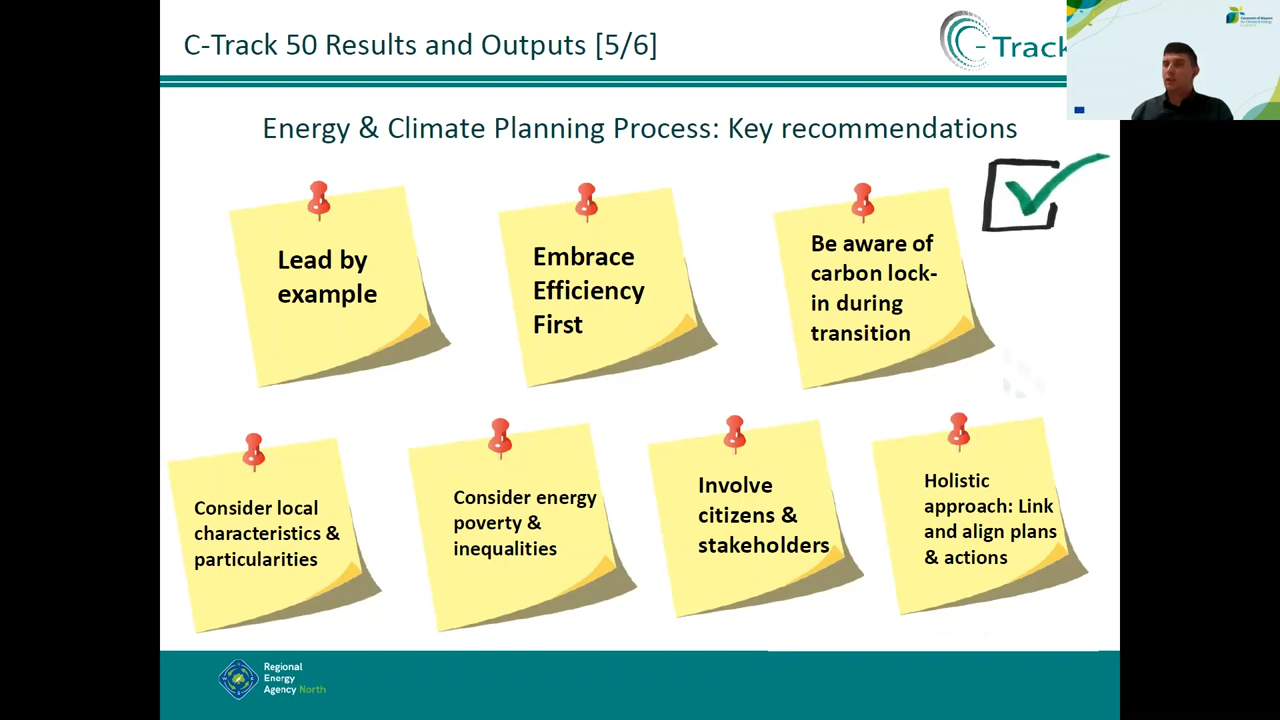 C-Track 50 Results and Outputs [5/6]
C-Track
Energy & Climate Planning Process: Key recommendations
Lead by
example
Embrace
Efficiency
First
Be aware of
carbon lock-
in during
transition
Consider local
characteristics &
particularities
Consider energy
poverty &
inequalities
Involve
citizens &
stakeholders
Holistic
approach: Link
and align plans
& actions
Regional
Energy
Agency North